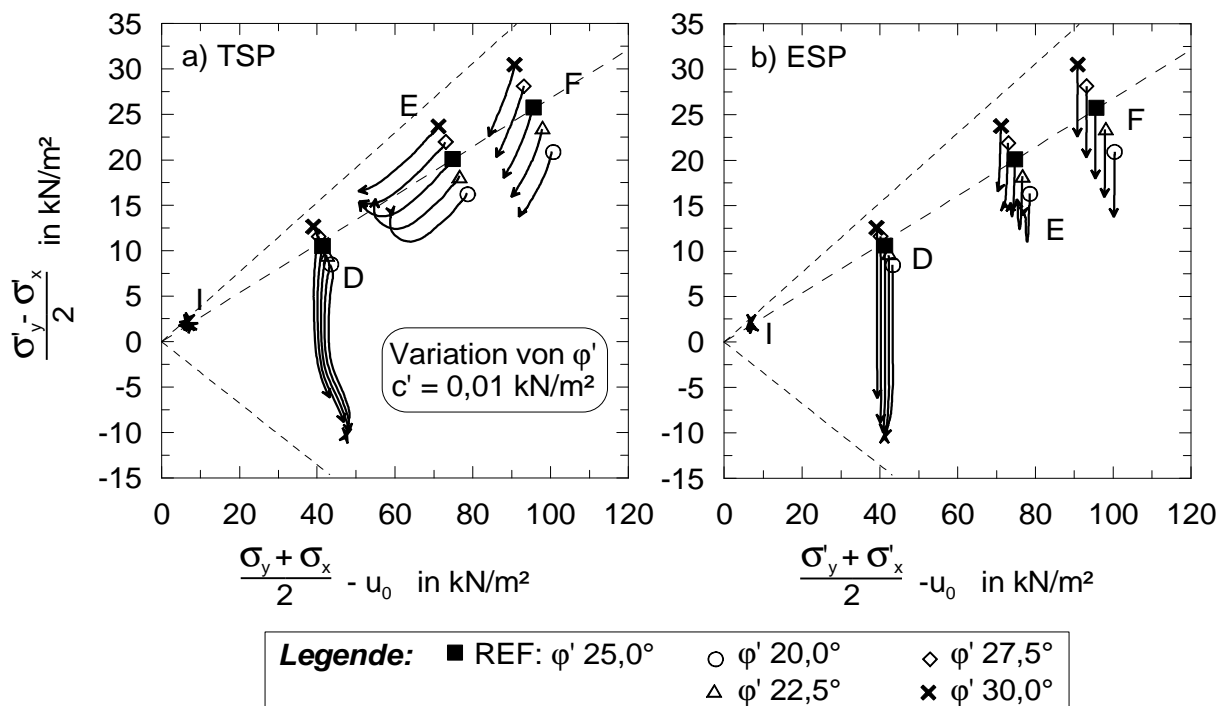 35
30
25
20
15
10
5
0
-5
-10
-15
σ'y - σ'x
2
in kN/m²
a) TSP
E
F
D
I
Variation von φ'
c' = 0,01 kN/m²
0 20 40 60 80 100 120
σy + σx
2
- u₀ in kN/m²
35
30
25
20
15
10
5
0
-5
-10
-15
b) ESP
F
E
D
I
0 20 40 60 80 100 120
σ'y + σ'x
2
-u₀ in kN/m²
Legende: REF: φ' 25,0° φ' 20,0° φ' 27,5°
φ' 22,5° φ' 30,0°